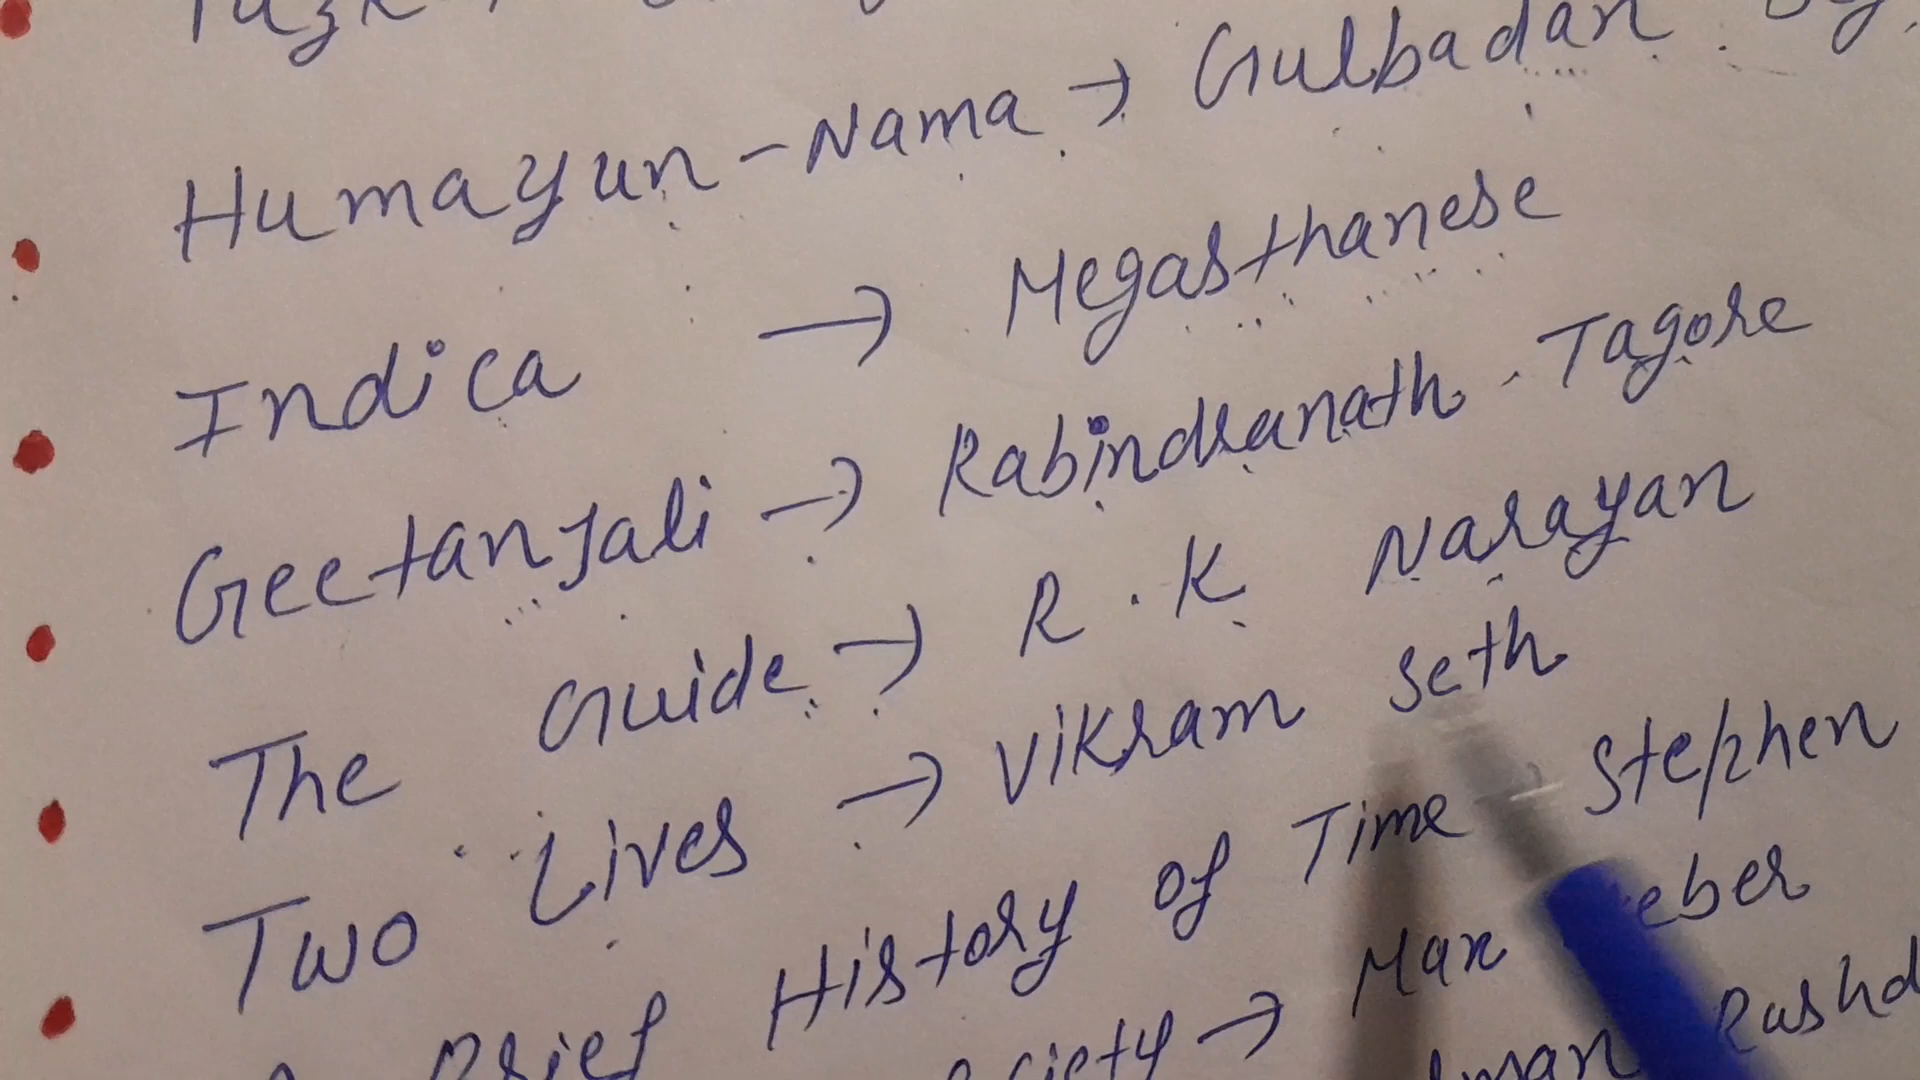 Humayun-Nama → Gulbadan
Indica → Megasthanese
Geetanjali → Rabindranath Tagore
The Guide → R.K Narayan
Two Lives → Vikram Seth
Brief History of Time → Stephen
Max